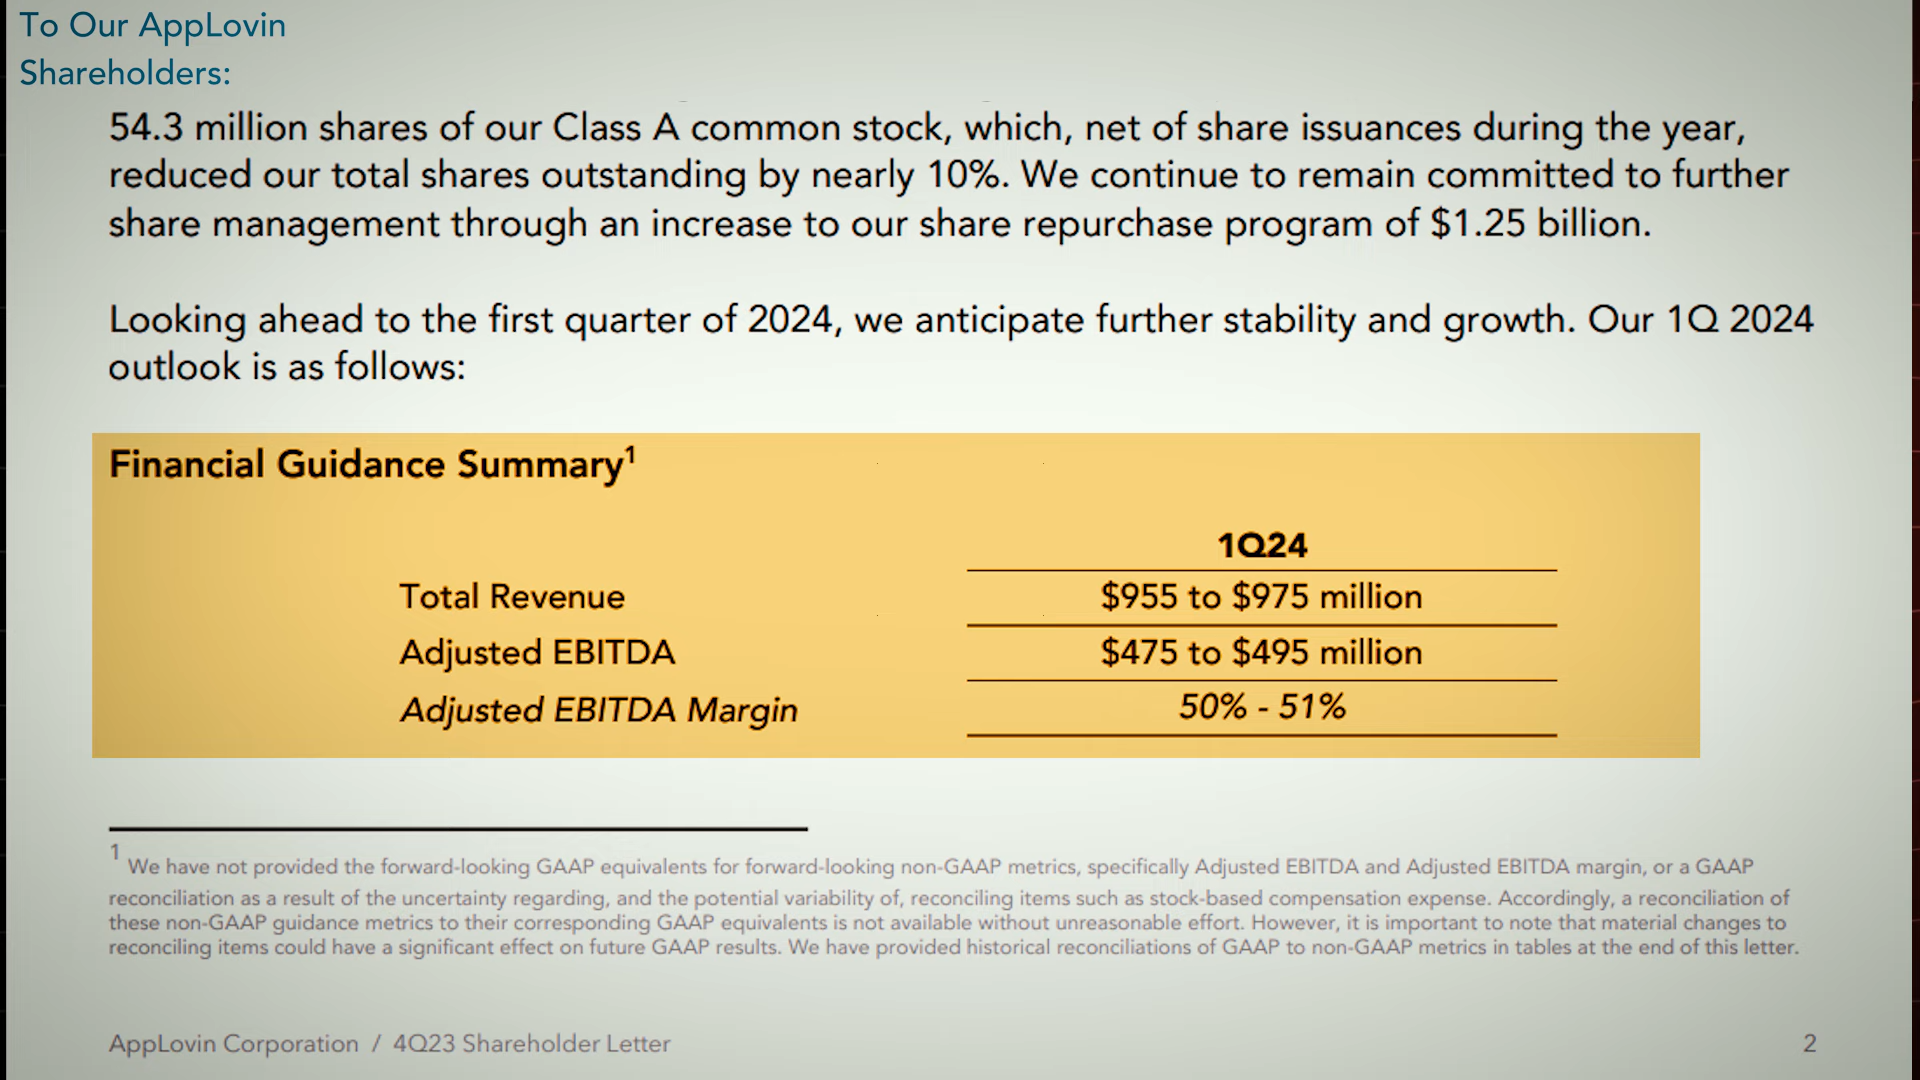 To Our AppLovin
Shareholders:
54.3 million shares of our Class A common stock, which, net of share issuances during the year,
reduced our total shares outstanding by nearly 10%. We continue to remain committed to further
share management through an increase to our share repurchase program of $1.25 billion.
Looking ahead to the first quarter of 2024, we anticipate further stability and growth. Our 1Q 2024
outlook is as follows:
Financial Guidance Summary¹
1Q24
Total Revenue $955 to $975 million
Adjusted EBITDA $475 to $495 million
Adjusted EBITDA Margin 50% - 51%
¹ We have not provided the forward-looking GAAP equivalents for forward-looking non-GAAP metrics, specifically Adjusted EBITDA and Adjusted EBITDA margin, or a GAAP
reconciliation as a result of the uncertainty regarding, and the potential variability of, reconciling items such as stock-based compensation expense. Accordingly, a reconciliation of
these non-GAAP guidance metrics to their corresponding GAAP equivalents is not available without unreasonable effort. However, it is important to note that material changes to
reconciling items could have a significant effect on future GAAP results. We have provided historical reconciliations of GAAP to non-GAAP metrics in tables at the end of this letter.
AppLovin Corporation / 4Q23 Shareholder Letter 2